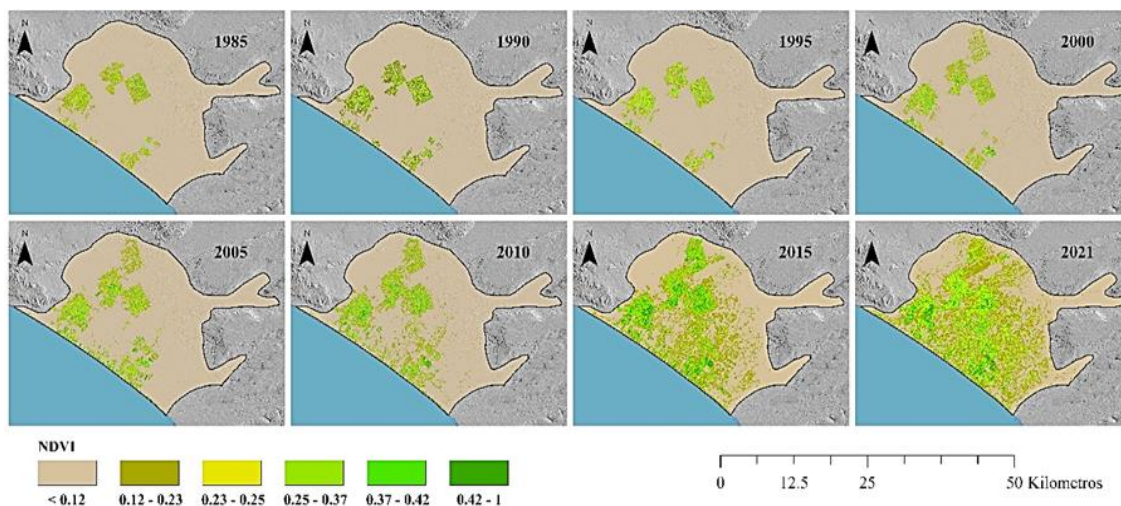 N
1985
N
1990
N
1995
N
2000
N
2005
N
2010
N
2015
N
2021
NDVI
< 0.12
0.12 - 0.23
0.23 - 0.25
0.25 - 0.37
0.37 - 0.42
0.42 - 1
0
12.5
25
50 Kilometros